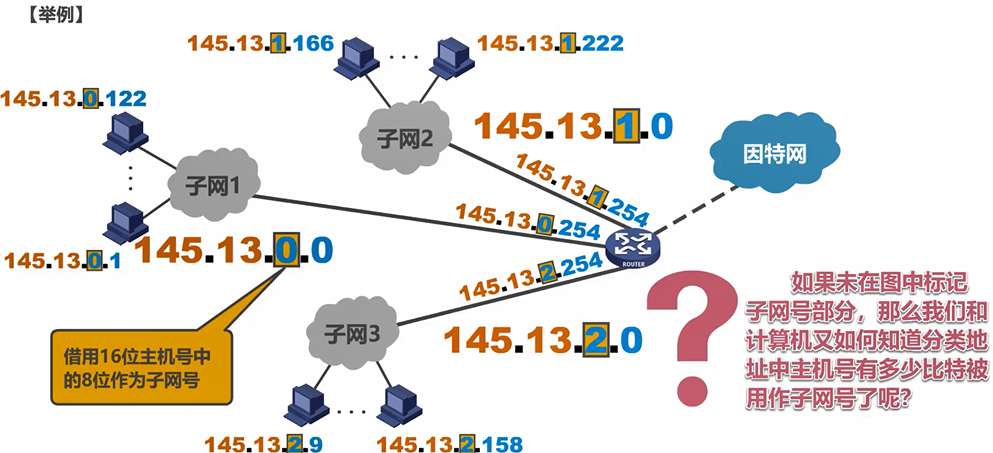 【举例】
145.13.1.166
145.13.1.222
145.13.0.122
子网2
145.13.1.0
因特网
子网1
145.13.1.254
145.13.0.254
145.13.0.1
145.13.0.0
ROUTER
145.13.2.254
子网3
145.13.2.0
借用16位主机号中
的8位作为子网号
145.13.2.9
145.13.2.158
?
如果未在图中标记
子网号部分，那么我们和
计算机又如何知道分类地
址中主机号有多少比特被
用作子网号了呢?